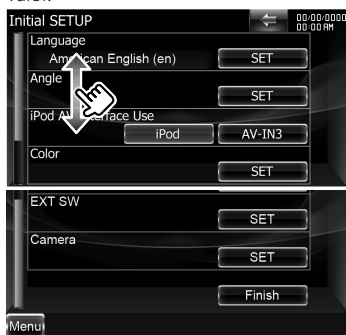 Initial SETUP
00/00/0000
00:00 AM
Language
American English (en)
SET
Angle
SET
iPod AV Interface Use
iPod
AV-IN3
Color
SET
EXT SW
SET
Camera
SET
Finish
Menu